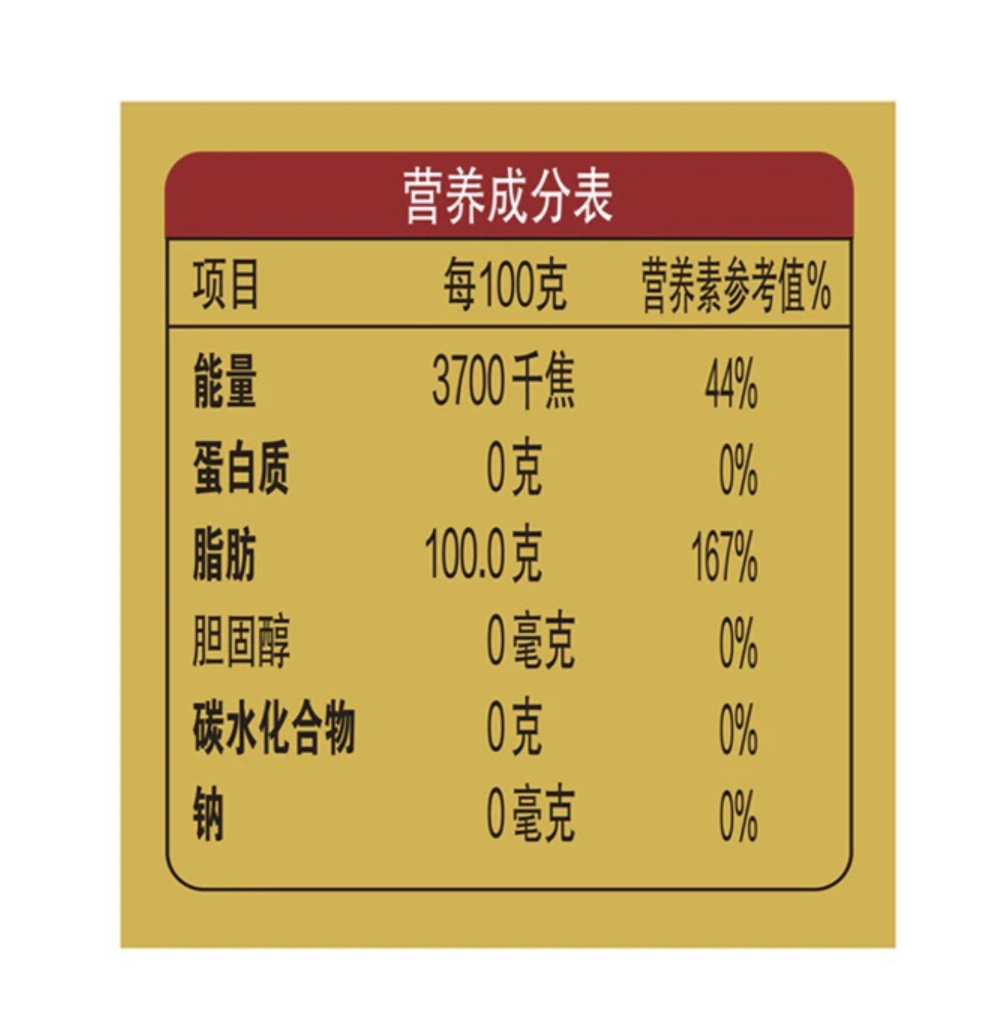 营养成分表
项目 每100克 营养素参考值%
能量 3700千焦 44%
蛋白质 0克 0%
脂肪 100.0克 167%
胆固醇 0毫克 0%
碳水化合物 0克 0%
钠 0毫克 0%